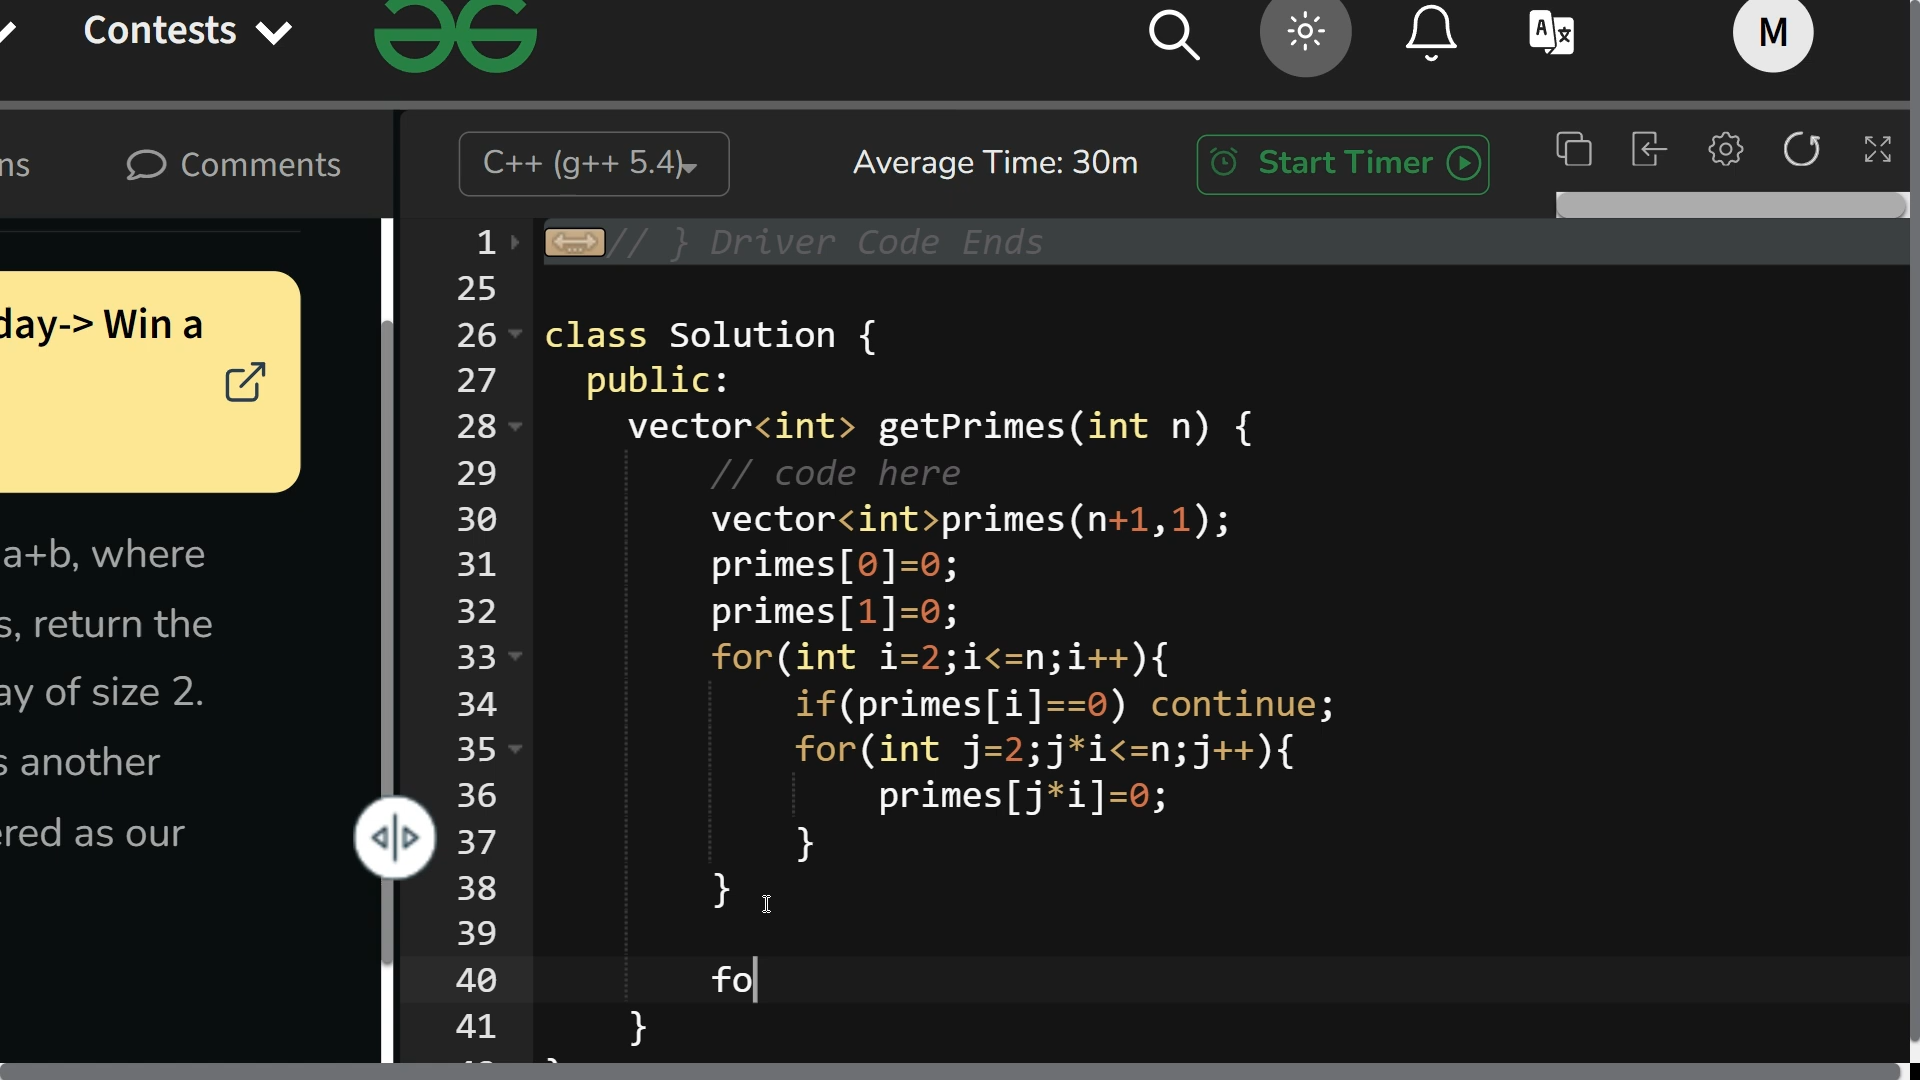 Contests
M
ns
Comments
C++ (g++ 5.4)
Average Time: 30m
Start Timer
day-> Win a
a+b, where
s, return the
ay of size 2.
s another
ered as our
1 // } Driver Code Ends
25
26 class Solution {
27 public:
28 vector<int> getPrimes(int n) {
29 // code here
30 vector<int>primes(n+1,1);
31 primes[0]=0;
32 primes[1]=0;
33 for(int i=2;i<=n;i++){
34 if(primes[i]==0) continue;
35 for(int j=2;j*i<=n;j++){
36 primes[j*i]=0;
37 }
38 }
39
40 fo
41 }